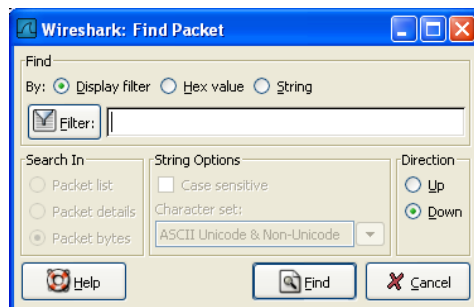 Wireshark: Find Packet
Find
By: Display filter Hex value String
Filter:
Search In
Packet list
Packet details
Packet bytes
String Options
Case sensitive
Character set:
ASCII Unicode & Non-Unicode
Direction
Up
Down
Help Find Cancel